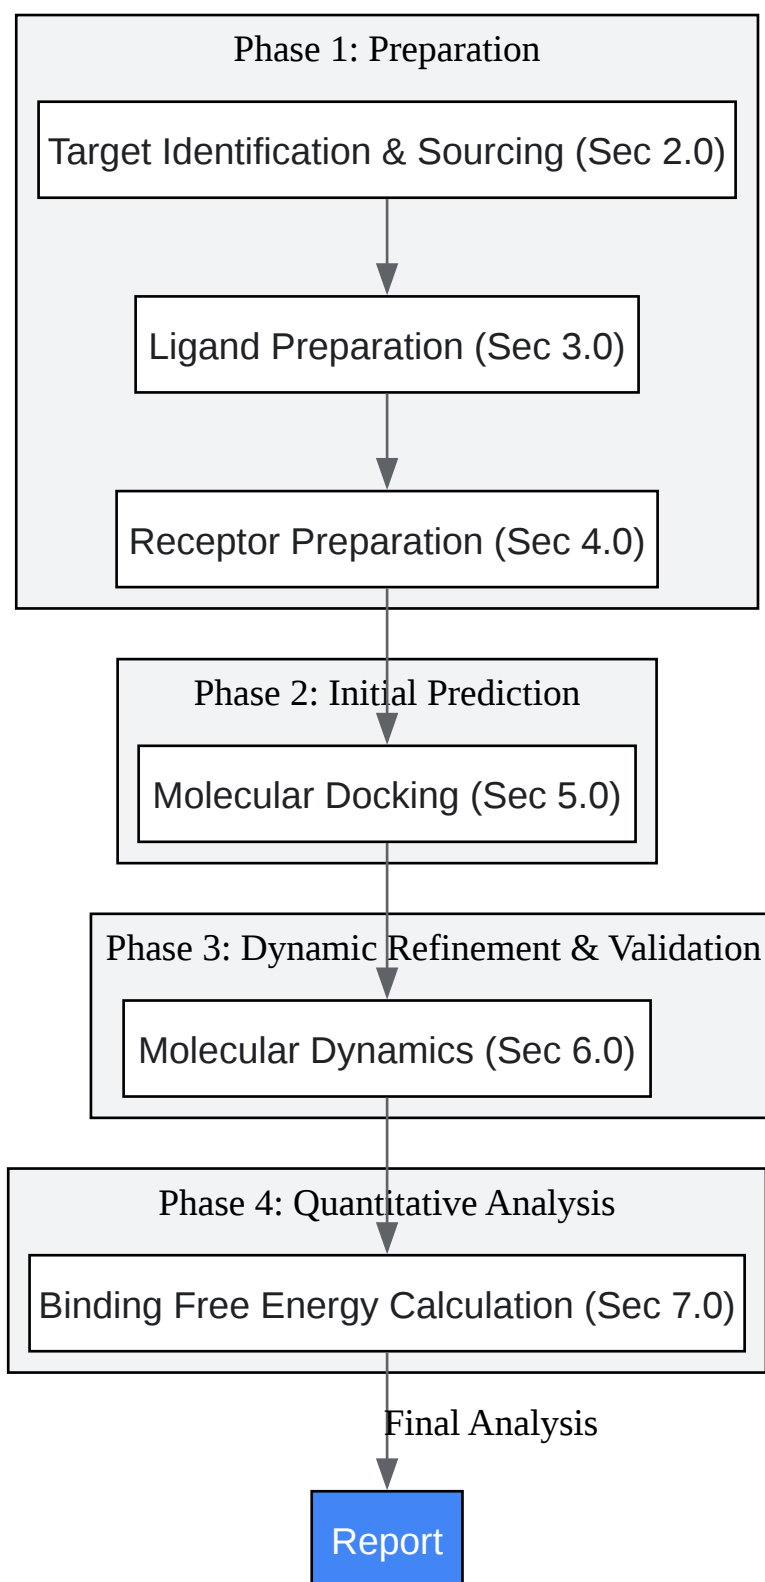 Phase 1: Preparation
Target Identification & Sourcing (Sec 2.0)
Ligand Preparation (Sec 3.0)
Receptor Preparation (Sec 4.0)
Phase 2: Initial Prediction
Molecular Docking (Sec 5.0)
Phase 3: Dynamic Refinement & Validation
Molecular Dynamics (Sec 6.0)
Phase 4: Quantitative Analysis
Binding Free Energy Calculation (Sec 7.0)
Final Analysis
Report